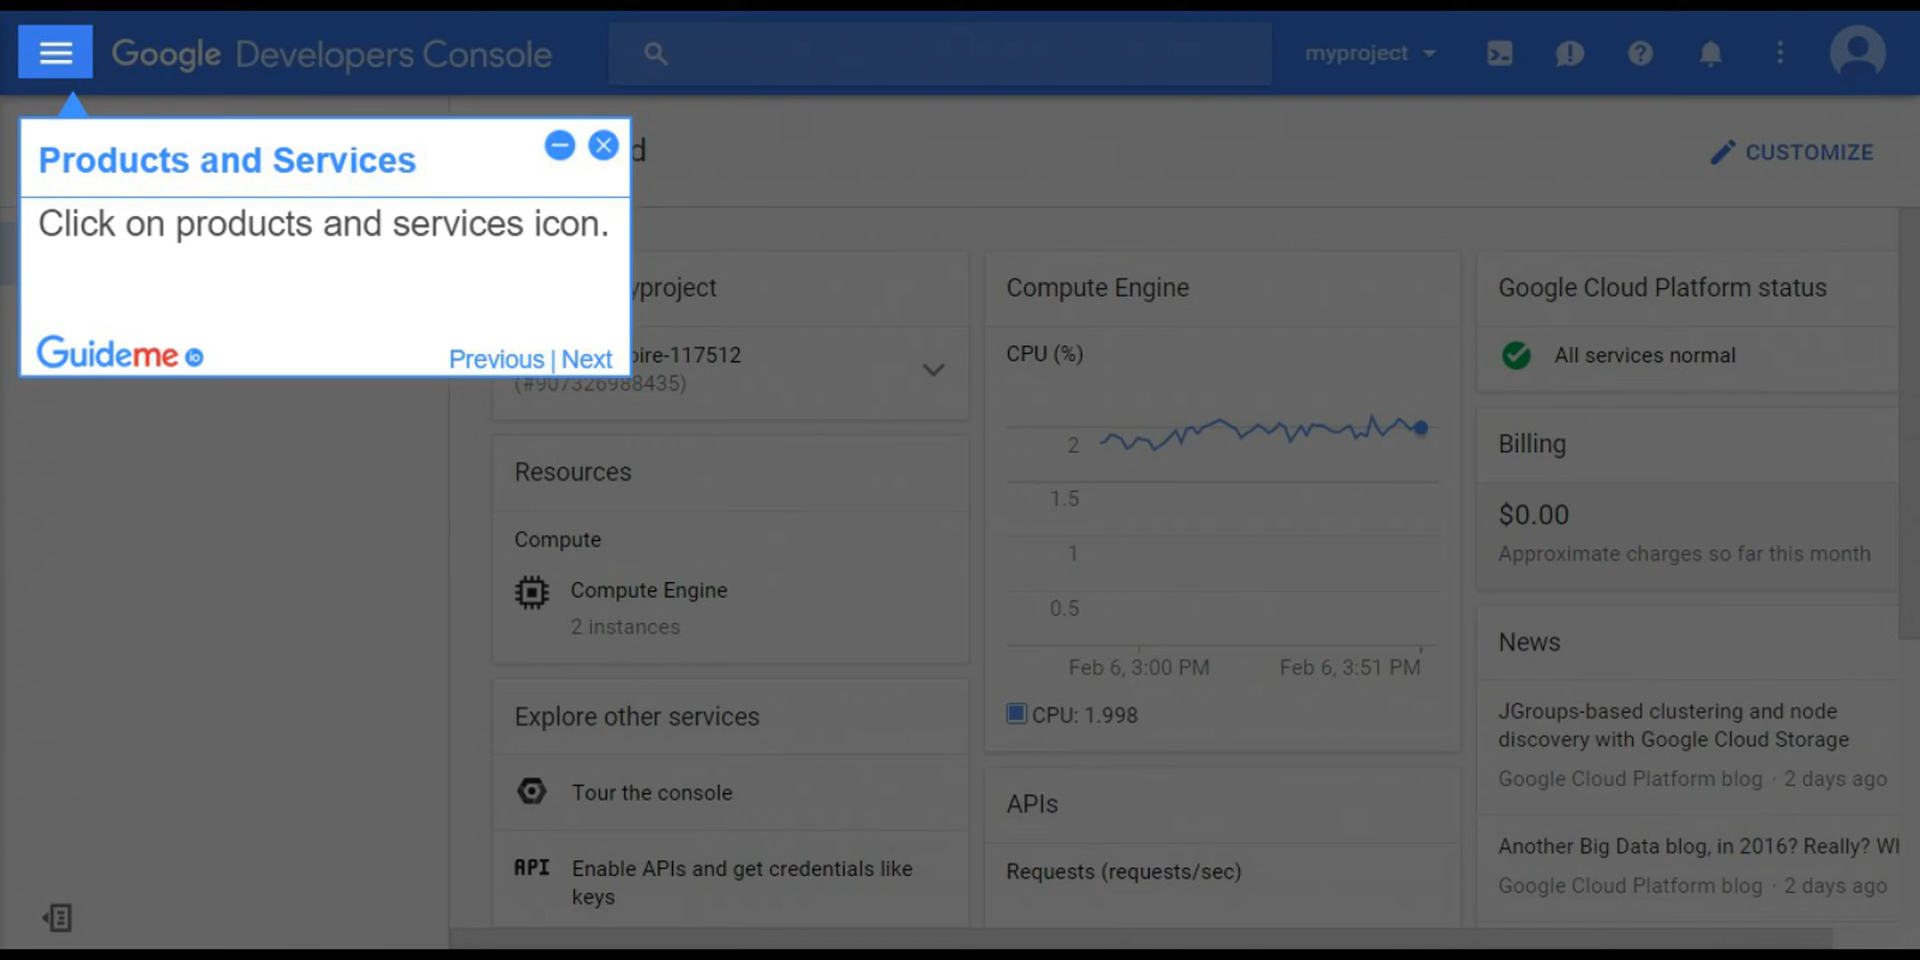 Google Developers Console
myproject
Products and Services
Click on products and services icon.
Guideme io
Previous | Next
d
CUSTOMIZE
yproject
pire-117512
(#907326988435)
Resources
Compute
Compute Engine
2 instances
Explore other services
Tour the console
API
Enable APIs and get credentials like
keys
Compute Engine
CPU (%)
2
1.5
1
0.5
Feb 6, 3:00 PM
Feb 6, 3:51 PM
CPU: 1.998
APIs
Requests (requests/sec)
Google Cloud Platform status
All services normal
Billing
$0.00
Approximate charges so far this month
News
JGroups-based clustering and node
discovery with Google Cloud Storage
Google Cloud Platform blog · 2 days ago
Another Big Data blog, in 2016? Really?
Google Cloud Platform blog · 2 days ago